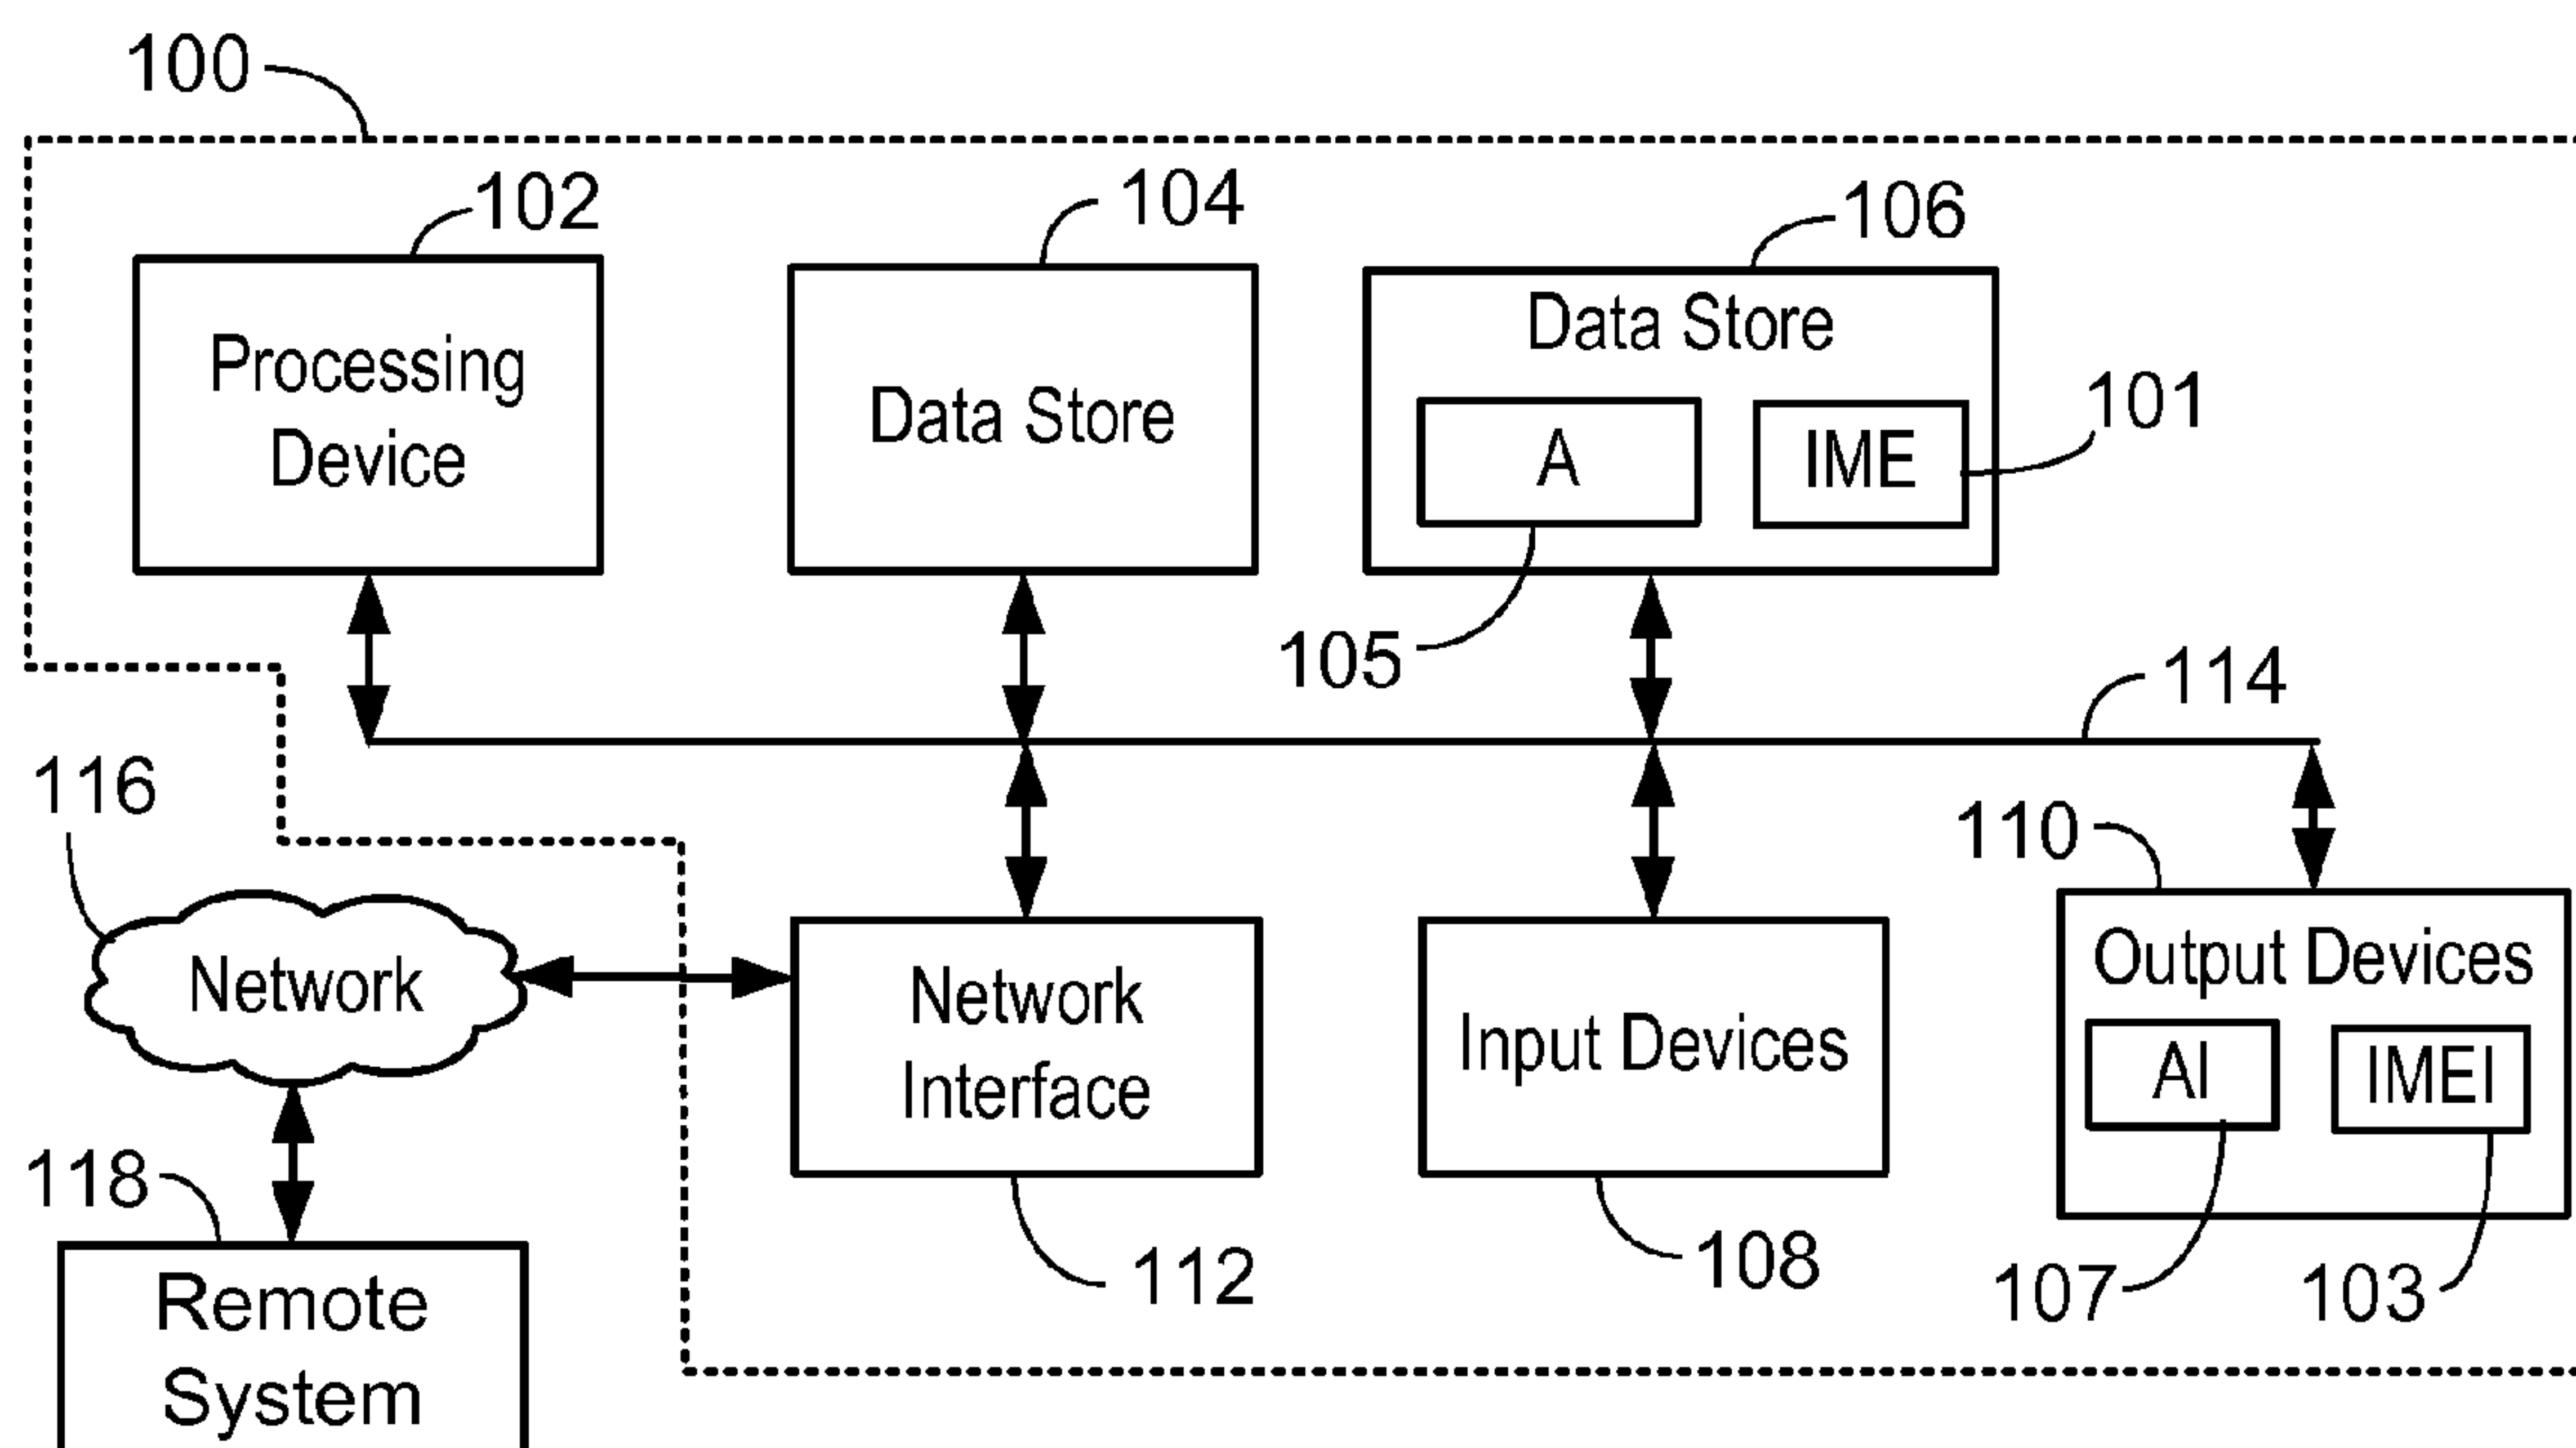 100
102
104
106
Processing
Device
Data Store
Data Store
A
IME
101
105
114
116
110
Network
Network
Interface
Input Devices
Output Devices
AI
IMEI
118
112
108
107
103
Remote
System